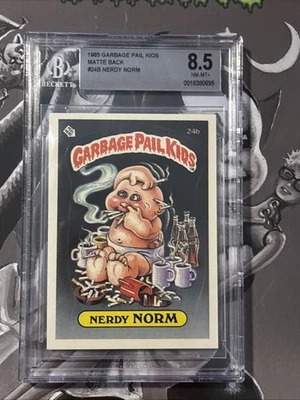 1985 GARBAGE PAIL KIDS
MATTE BACK
#24B NERDY NORM
BECKETT
8.5
NM-MT+
0016390695
24b
GARBAGE PAIL KIDS
NERDY NORM